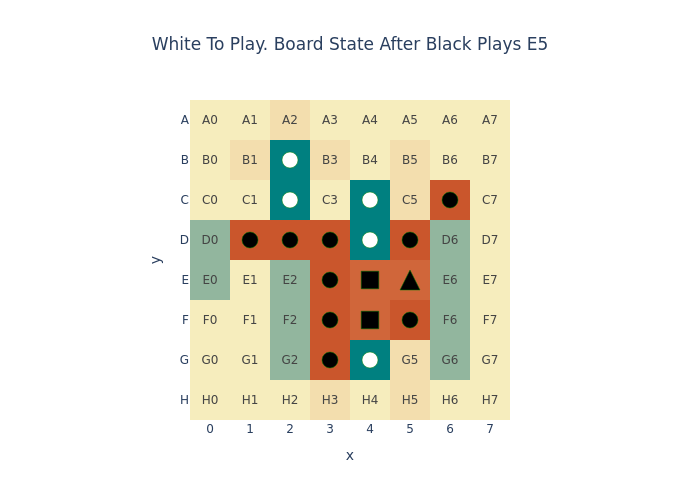 White To Play. Board State After Black Plays E5
A A0 A1 A2 A3 A4 A5 A6 A7
B B0 B1 B3 B4 B5 B6 B7
C C0 C1 C3 C5 C7
D D0 D6 D7
y
E E0 E1 E2 E6 E7
F F0 F1 F2 F6 F7
G G0 G1 G2 G5 G6 G7
H H0 H1 H2 H3 H4 H5 H6 H7
0 1 2 3 4 5 6 7
x